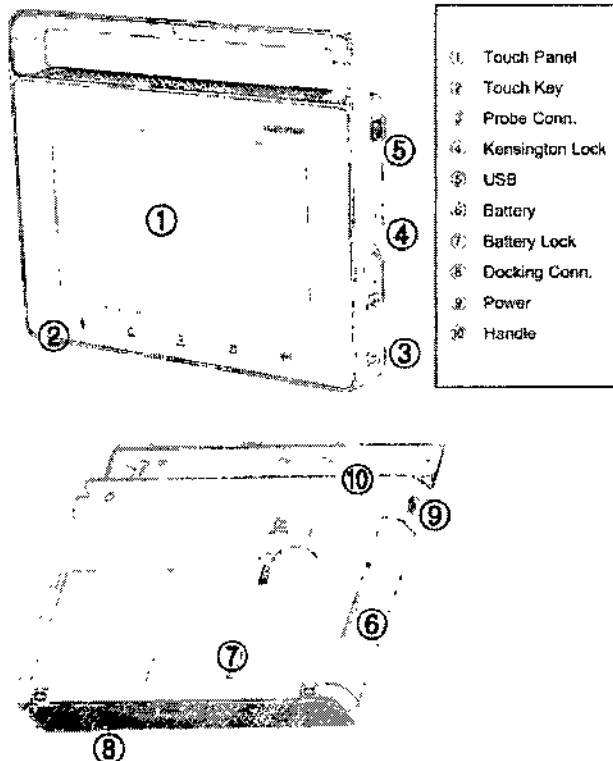 ① Touch Panel
② Touch Key
③ Probe Conn.
④ Kensington Lock
⑤ USB
⑥ Battery
⑦ Battery Lock
⑧ Docking Conn.
⑨ Power
⑩ Handle
①
⑤
④
②
③
⑩
⑨
⑥
⑦
⑧